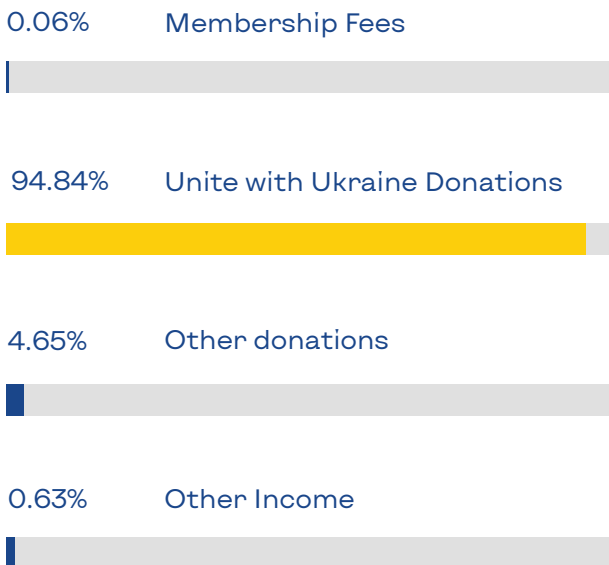 0.06% Membership Fees
94.84% Unite with Ukraine Donations
4.65% Other donations
0.63% Other Income